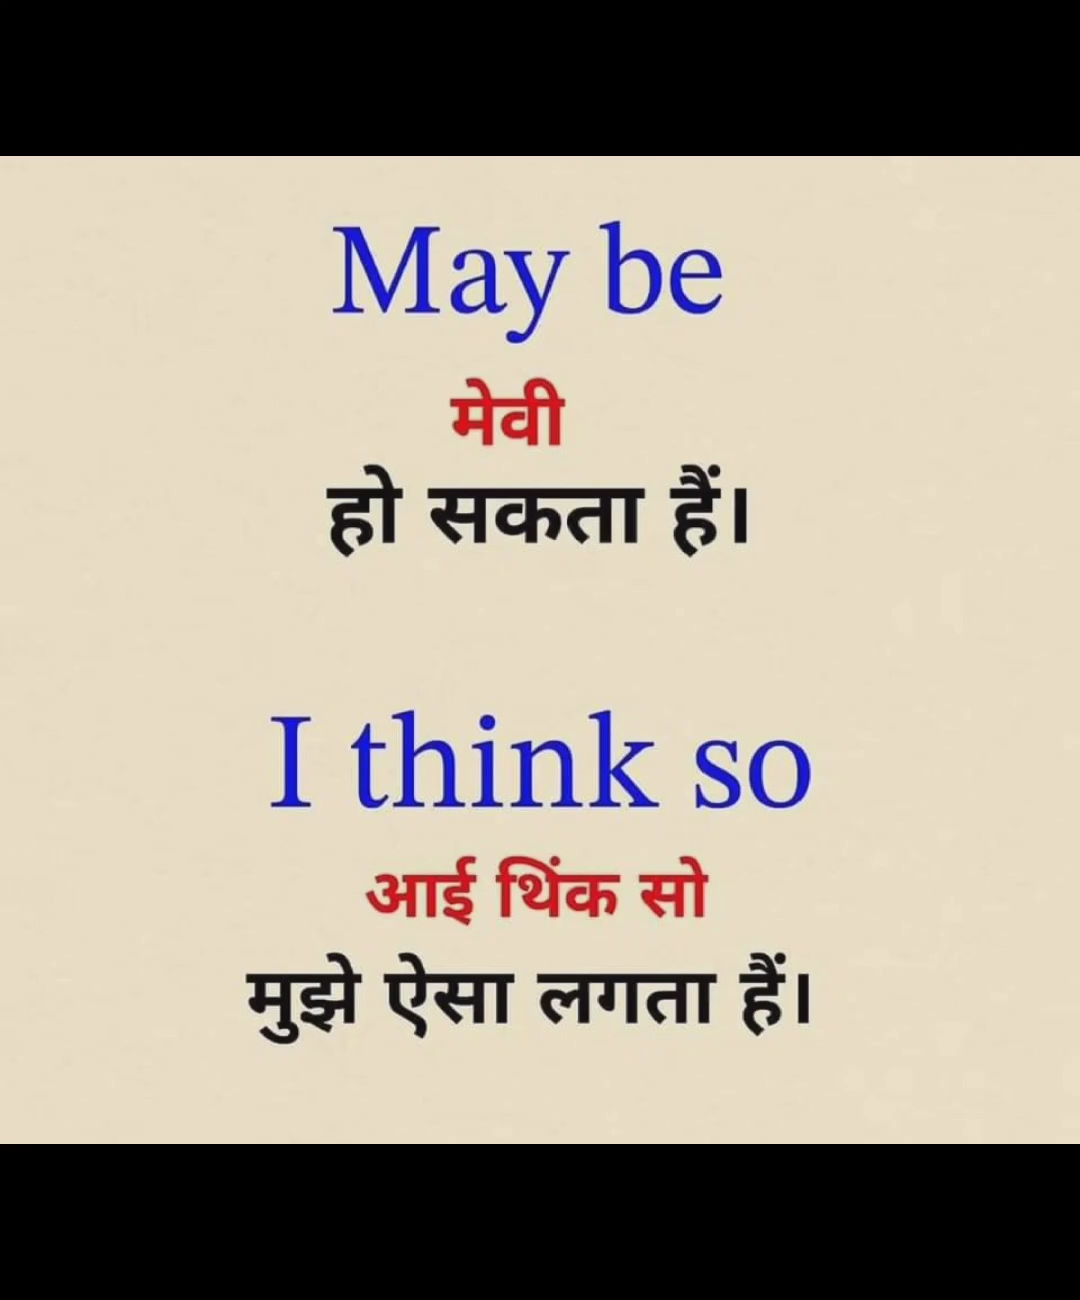 May be
मेवी
हो सकता हैं।
I think so
आई थिंक सो
मुझे ऐसा लगता हैं।